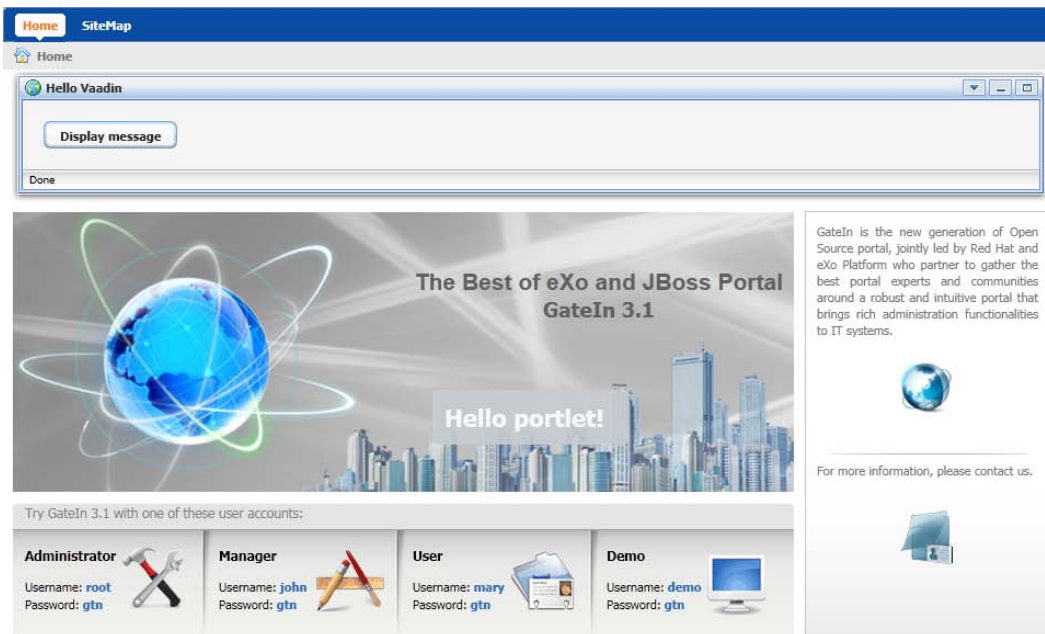 Home SiteMap
Home
Hello Vaadin
Display message
Done
The Best of eXo and JBoss Portal
GateIn 3.1
Hello portlet!
GateIn is the new generation of Open
Source portal, jointly led by Red Hat and
eXo Platform who partner to gather the
best portal experts and communities
around a robust and intuitive portal that
brings rich administration functionalities
to IT systems.
For more information, please contact us.
Try GateIn 3.1 with one of these user accounts:
Administrator
Username: root
Password: gtn
Manager
Username: john
Password: gtn
User
Username: mary
Password: gtn
Demo
Username: demo
Password: gtn